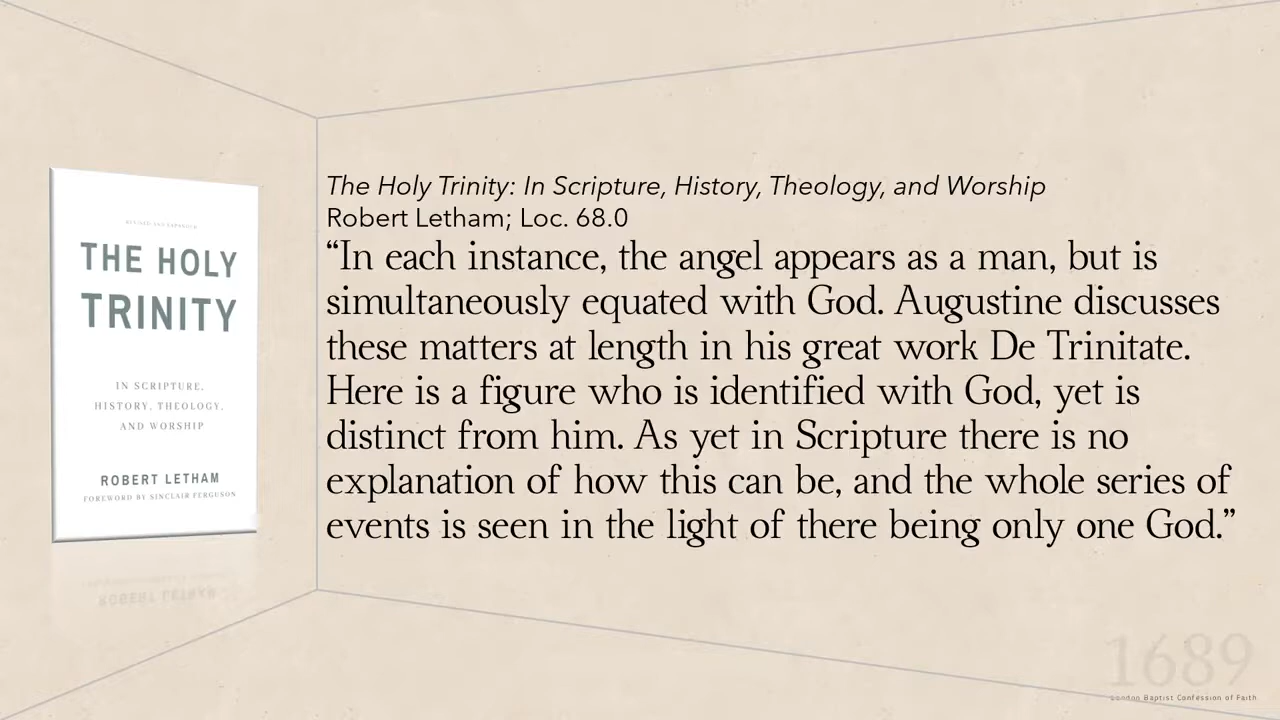 REVISED AND EXPANDED
THE HOLY
TRINITY
IN SCRIPTURE,
HISTORY, THEOLOGY,
AND WORSHIP
ROBERT LETHAM
FOREWORD BY SINCLAIR FERGUSON
The Holy Trinity: In Scripture, History, Theology, and Worship
Robert Letham; Loc. 68.0
“In each instance, the angel appears as a man, but is
simultaneously equated with God. Augustine discusses
these matters at length in his great work De Trinitate.
Here is a figure who is identified with God, yet is
distinct from him. As yet in Scripture there is no
explanation of how this can be, and the whole series of
events is seen in the light of there being only one God.”
1689
London Baptist Confession of Faith